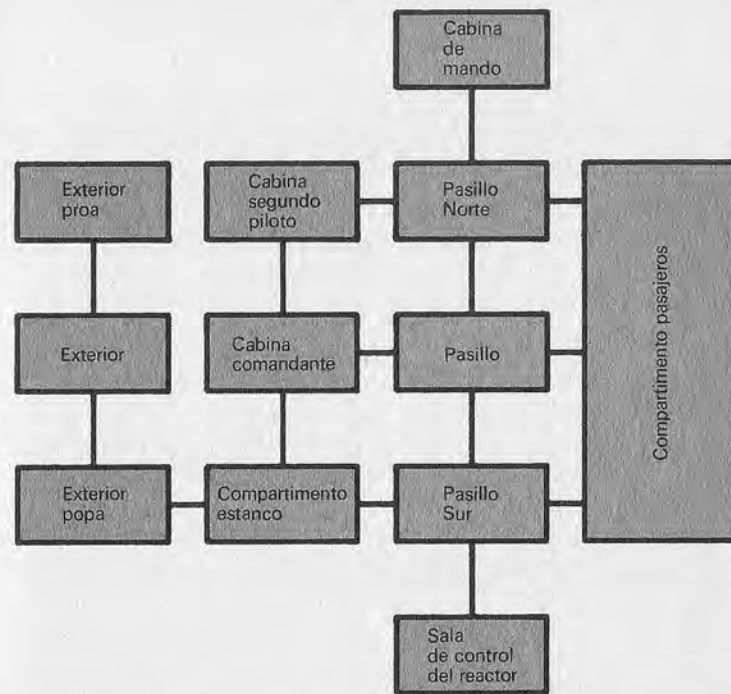 Cabina
de
mando
Exterior
proa
Cabina
segundo
piloto
Pasillo
Norte
Compartimento pasajeros
Exterior
Cabina
comandante
Pasillo
Exterior
popa
Compartimento
estanco
Pasillo
Sur
Sala
de control
del reactor